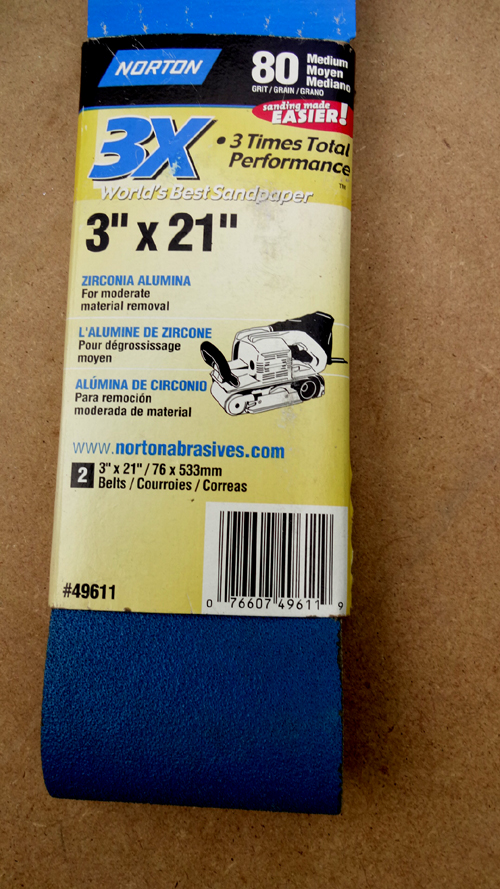 NORTON
80
Medium
Moyen
Mediano
GRIT / GRAIN / GRANO
sanding made
EASIER!
3X
• 3 Times Total
Performance
TM
World's Best Sandpaper
3" x 21"
ZIRCONIA ALUMINA
For moderate
material removal
L'ALUMINE DE ZIRCONE
Pour dégrossissage
moyen
ALÚMINA DE CIRCONIO
Para remoción
moderada de material
www.nortonabrasives.com
2
3" x 21" / 76 x 533mm
Belts / Courroies / Correas
#49611
0 76607 49611 9